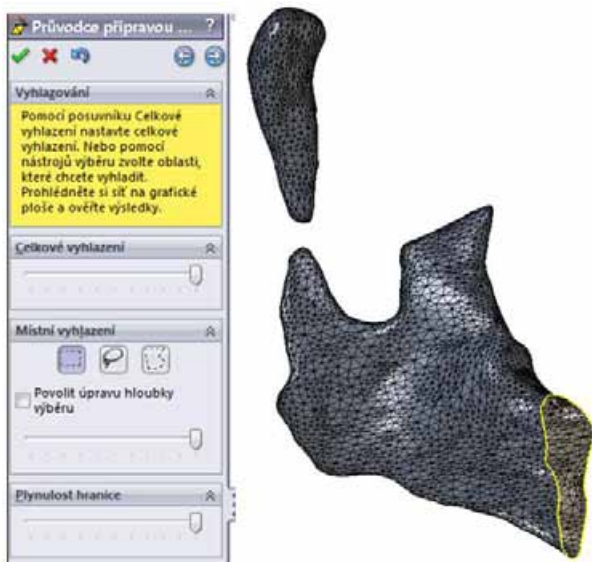 Průvodce přípravou ... ?
Vyhlazování
Pomocí posuvníku Celkové
vyhlazení nastavte celkové
vyhlazení. Nebo pomocí
nástrojů výběru zvolte oblasti,
které chcete vyhladit.
Prohlédněte si síť na grafické
ploše a ověřte výsledky.
Celkové vyhlazení
Místní vyhlazení
Povolit úpravu hloubky
výběru
Plynulost hranice